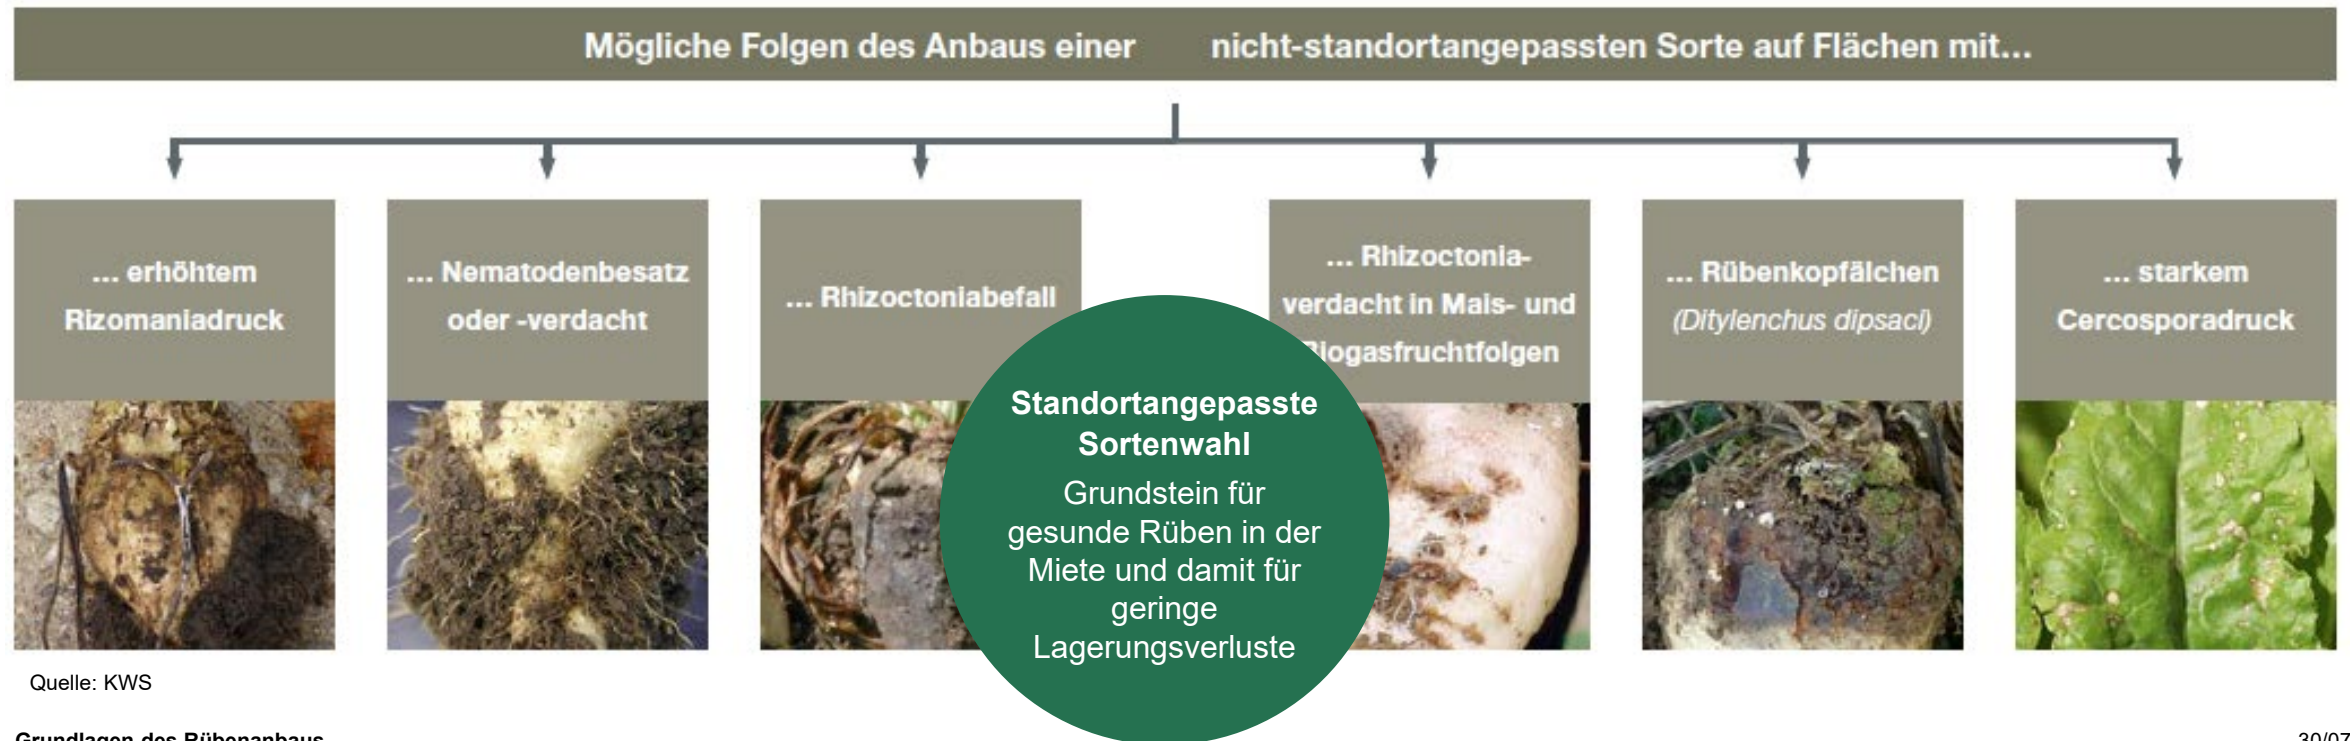 Mögliche Folgen des Anbaus einer nicht-standortangepassten Sorte auf Flächen mit...
... erhöhtem
Rizomaniadruck
... Nematodenbesatz
oder -verdacht
... Rhizoctoniabefall
... Rhizoctonia-
verdacht in Mais- und
Biogasfruchtfolgen
... Rübenkopfälchen
(Ditylenchus dipsaci)
... starkem
Cercosporadruck
Standortangepasste
Sortenwahl
Grundstein für
gesunde Rüben in der
Miete und damit für
geringe
Lagerungsverluste
Quelle: KWS
Grundlagen des Rübenanbaus
30/07